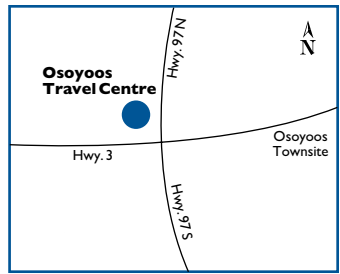 Hwy. 97N
N
Osoyoos
Travel Centre
Osoyoos
Townsite
Hwy. 3
Hwy. 97S